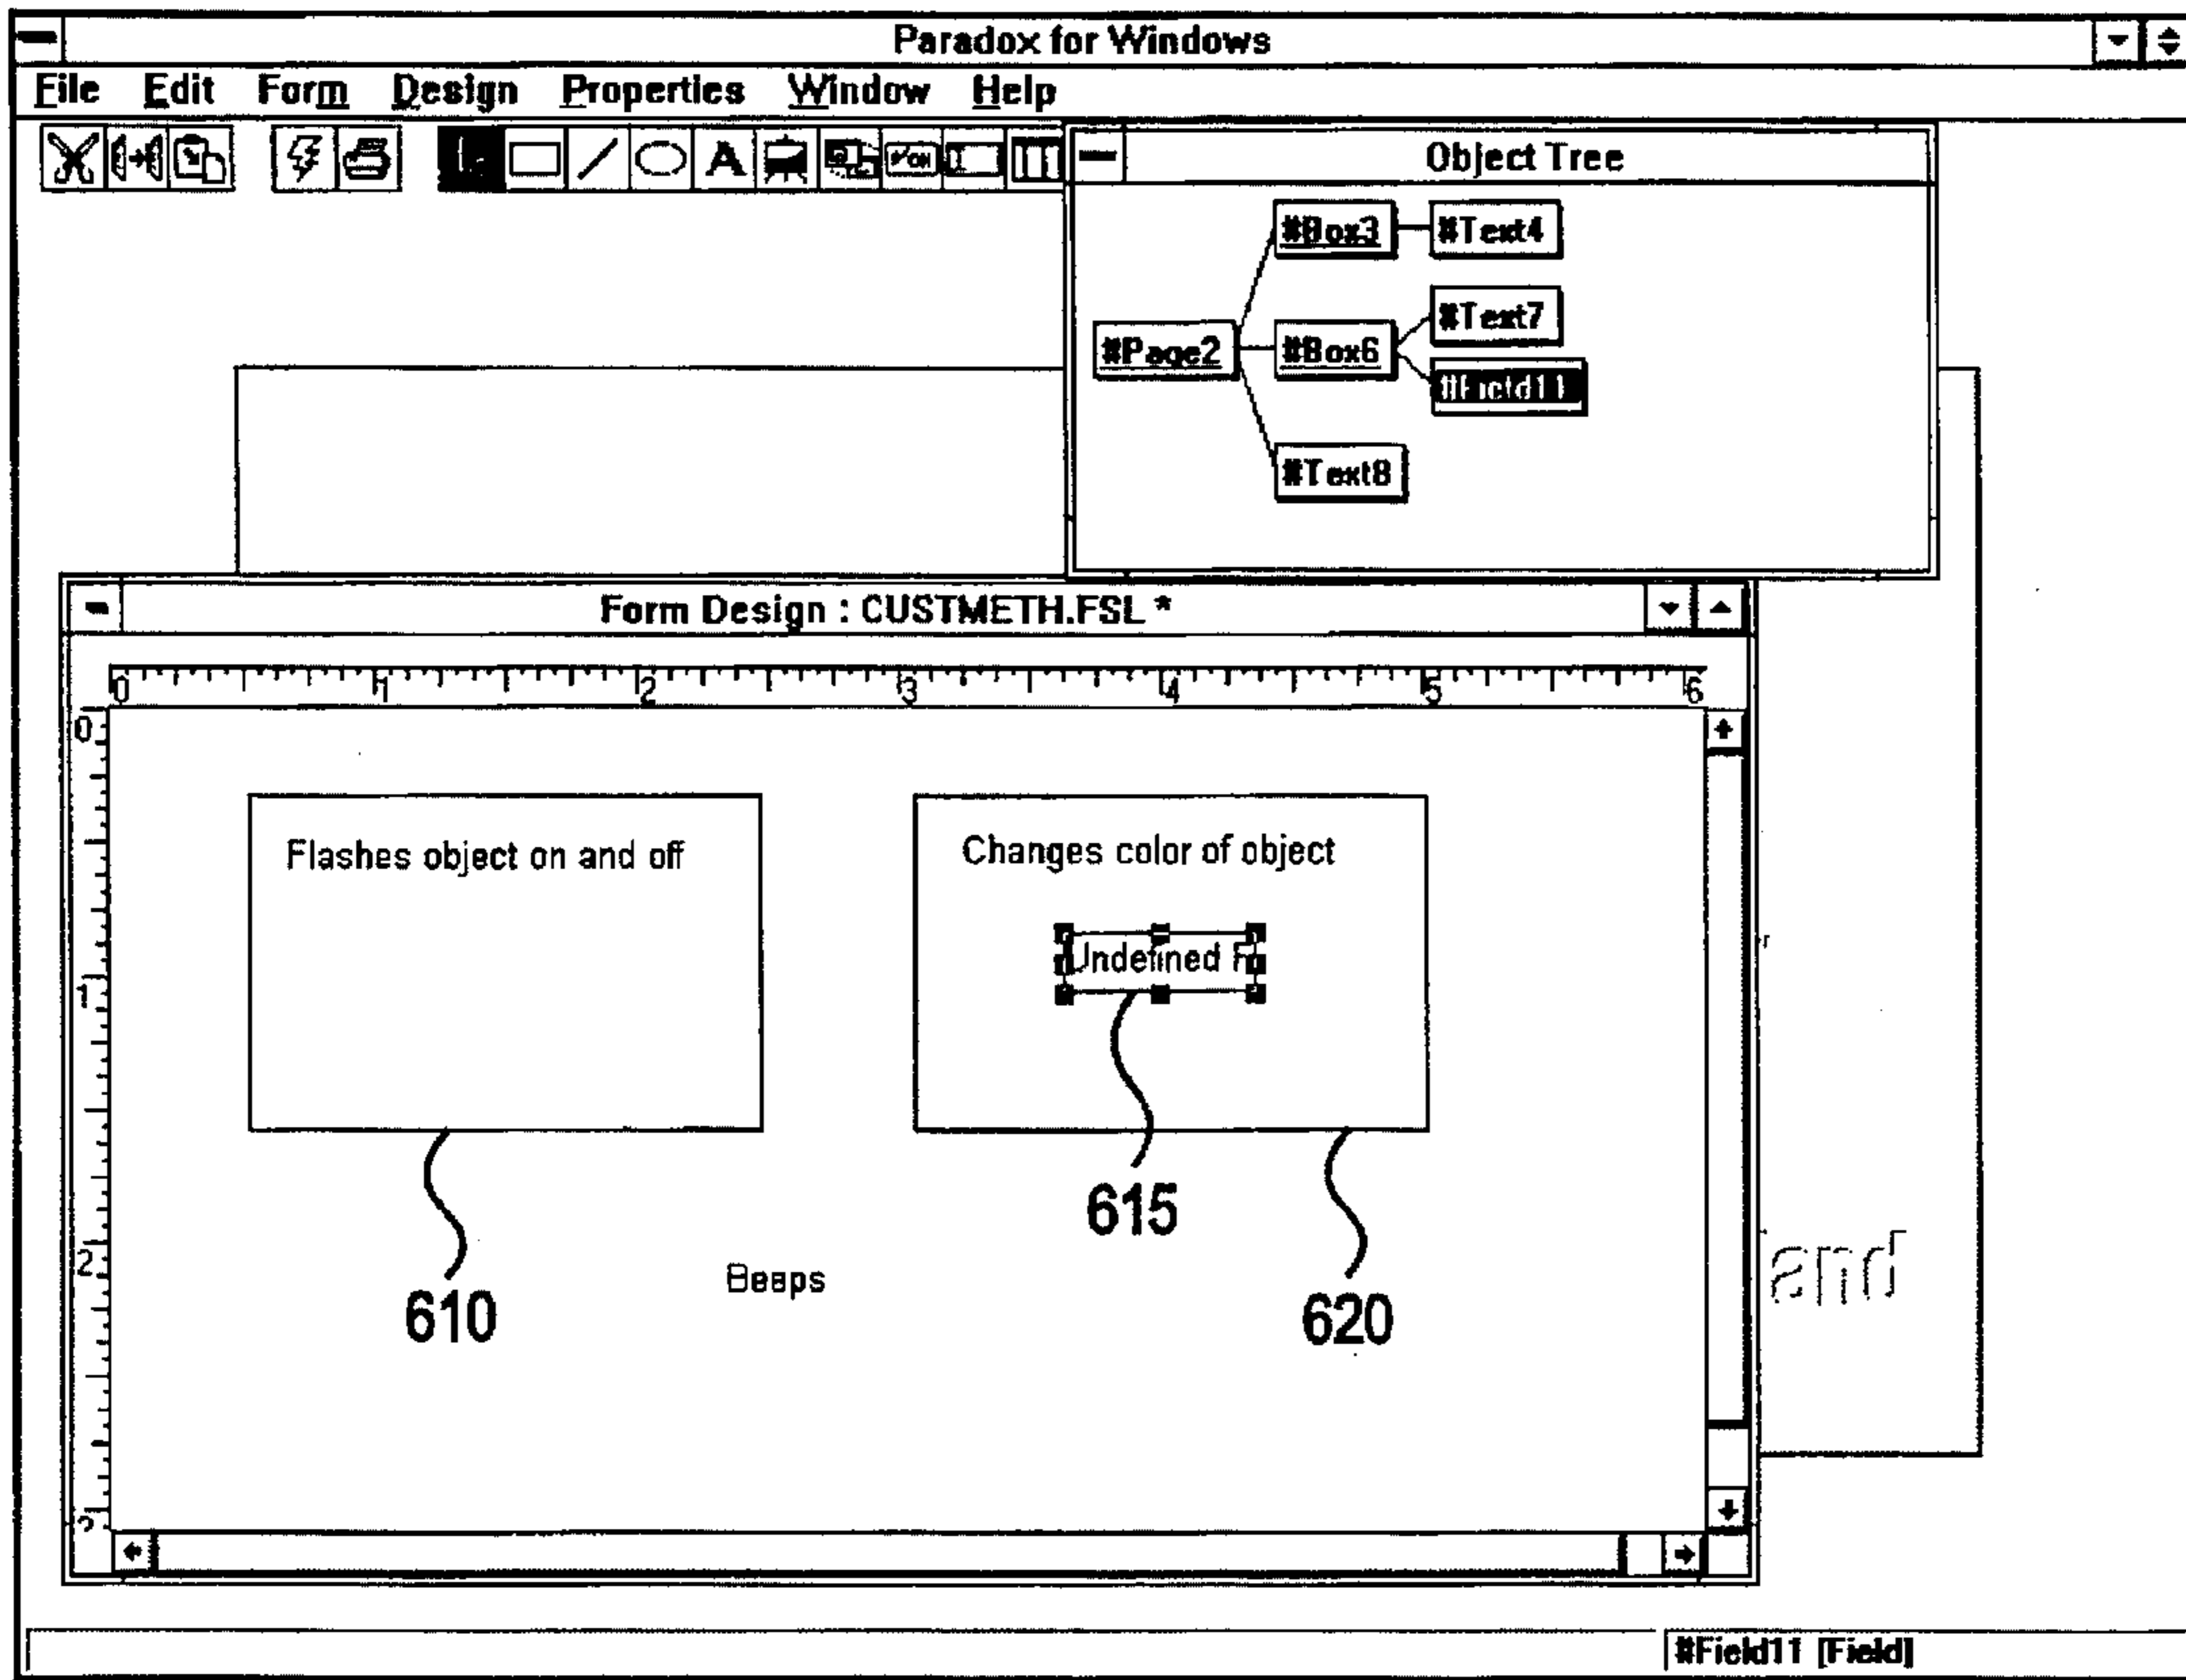 Paradox for Windows
File Edit Form Design Properties Window Help
A
Object Tree
#Box3 #Text4
#Text7
#Page2 #Box6
#Field11
#Text8
Form Design : CUSTMETH.FSL *
0 1 2 3 4 5 6
0
Flashes object on and off
Changes color of object
Undefined F
1
615
2
610
Beeps
620
and
#Field11 [Field]